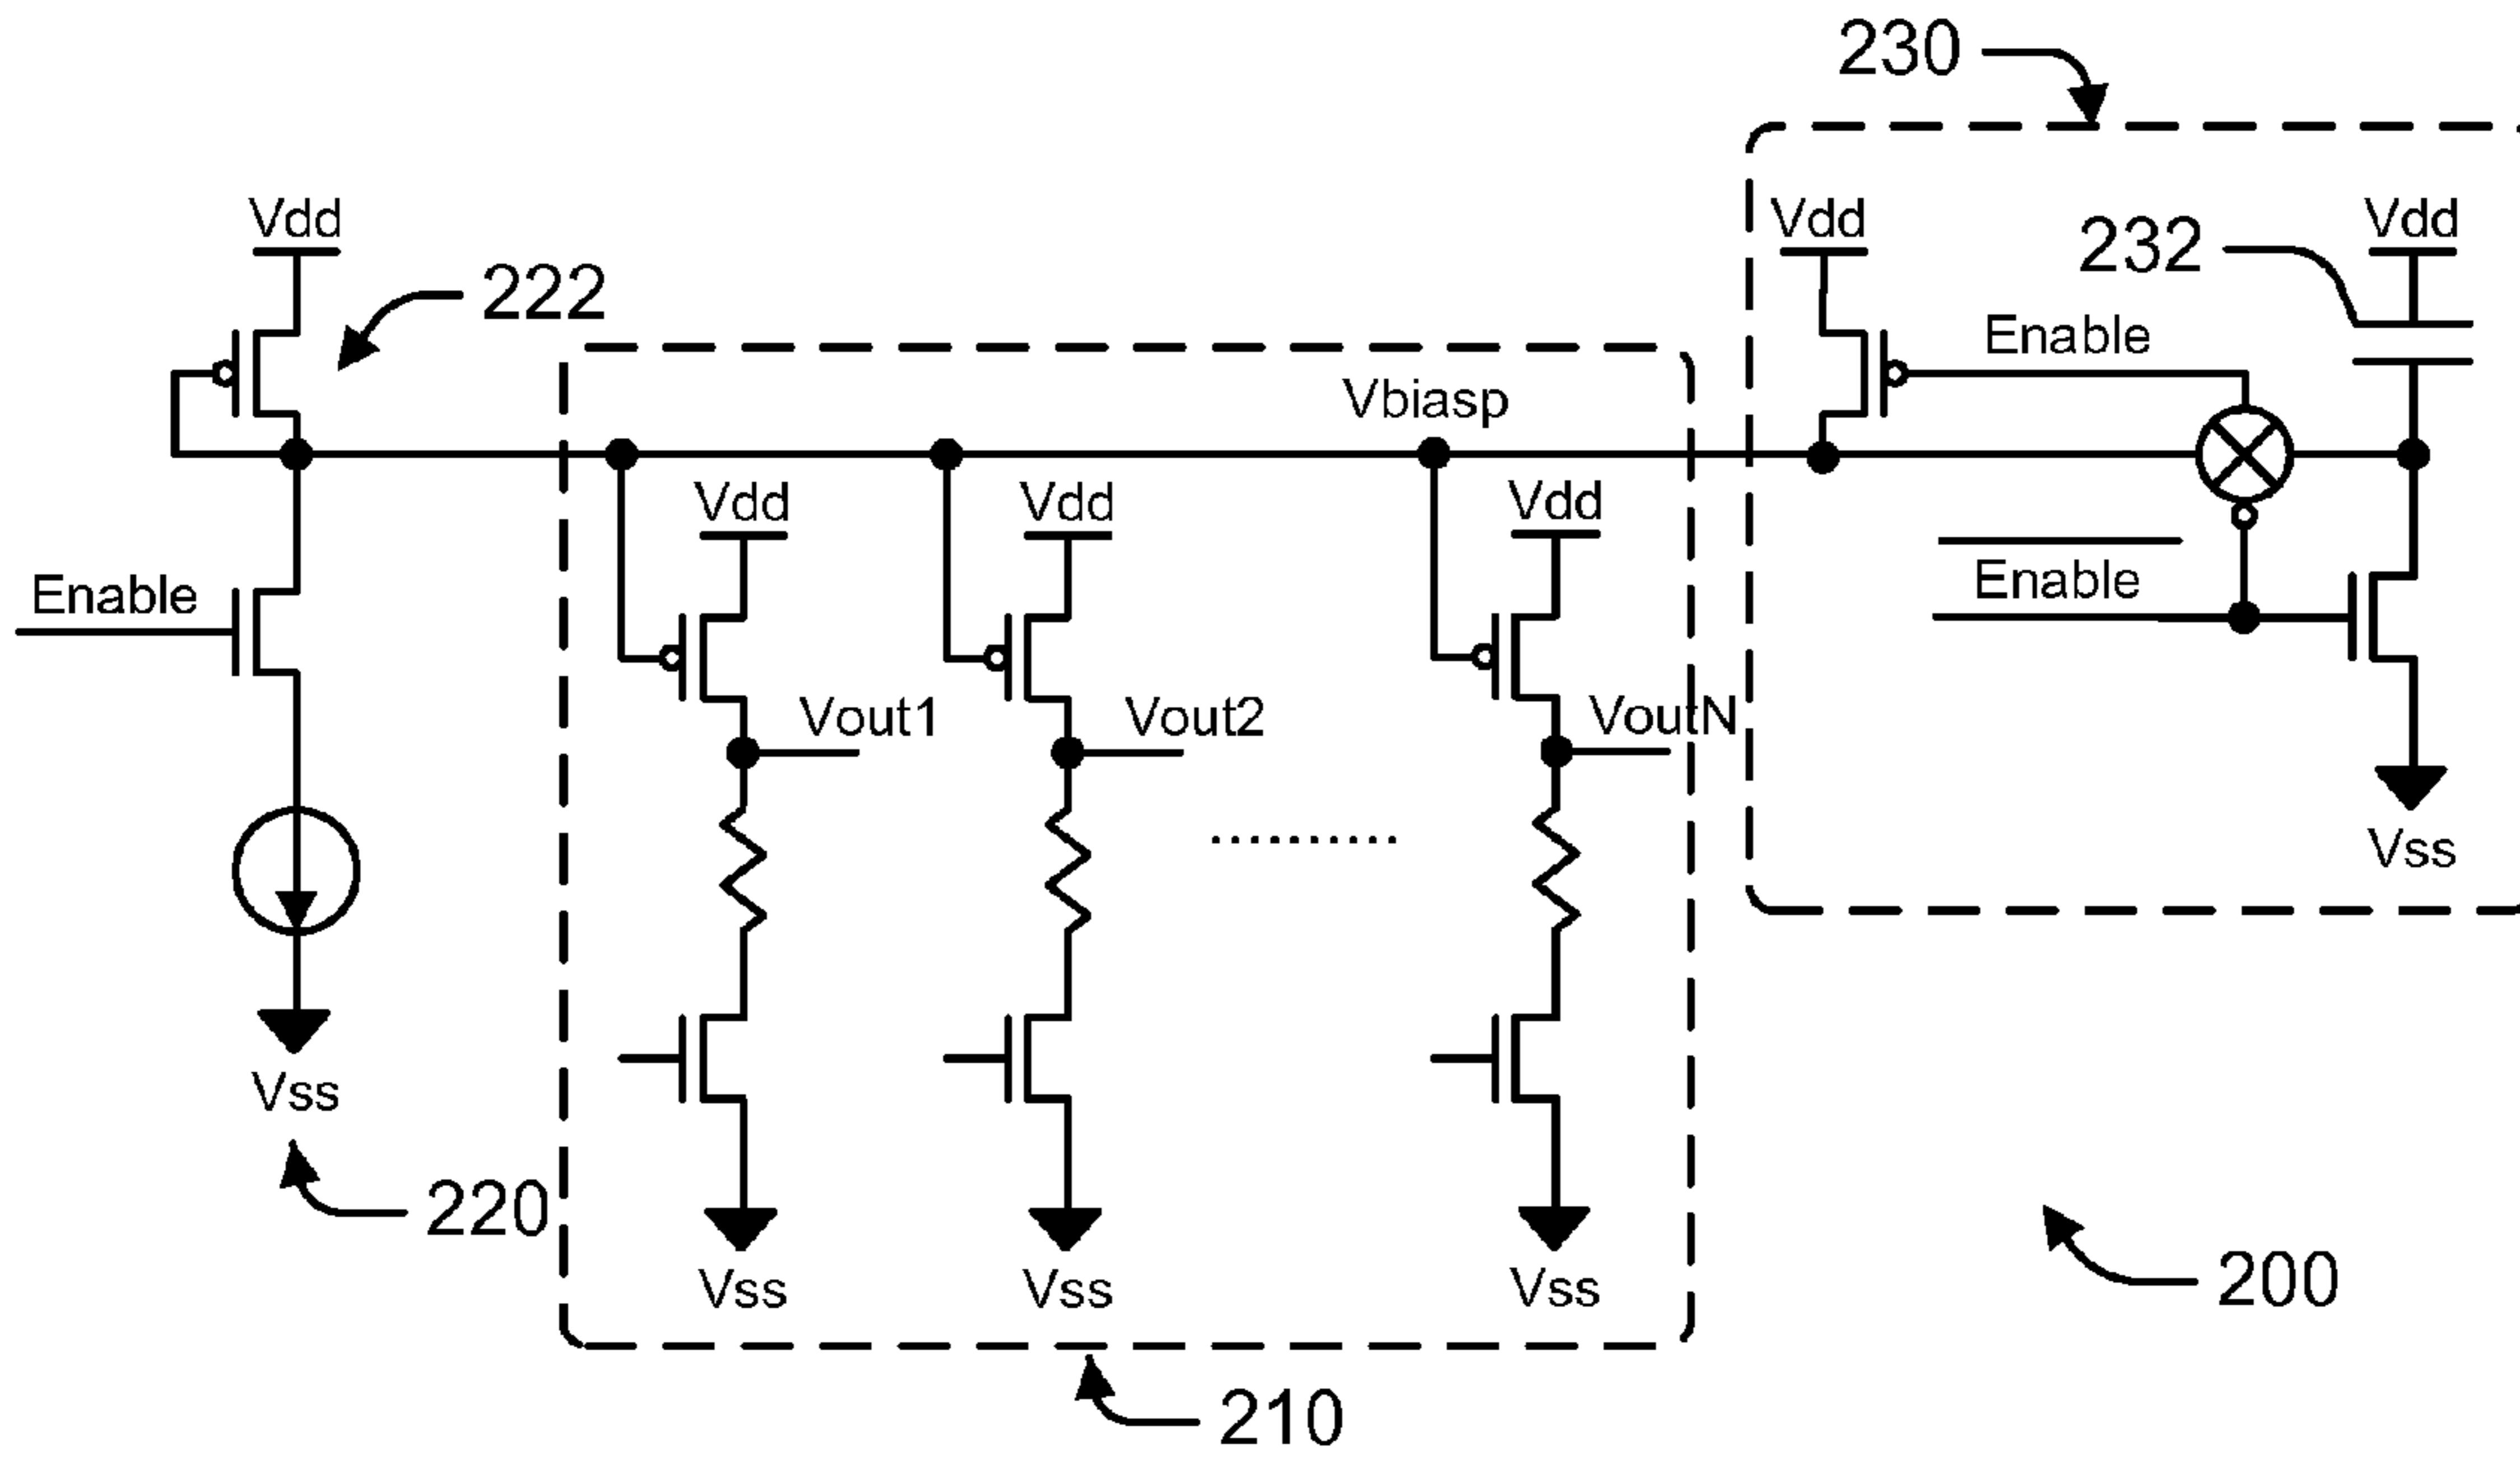 230
Vdd
222
Vdd
232
Vdd
Enable
Vbiasp
Vdd
Vdd
Vdd
Enable
Enable
Vout1
Vout2
VoutN
..........
Vss
Vss
220
Vss
Vss
Vss
200
210